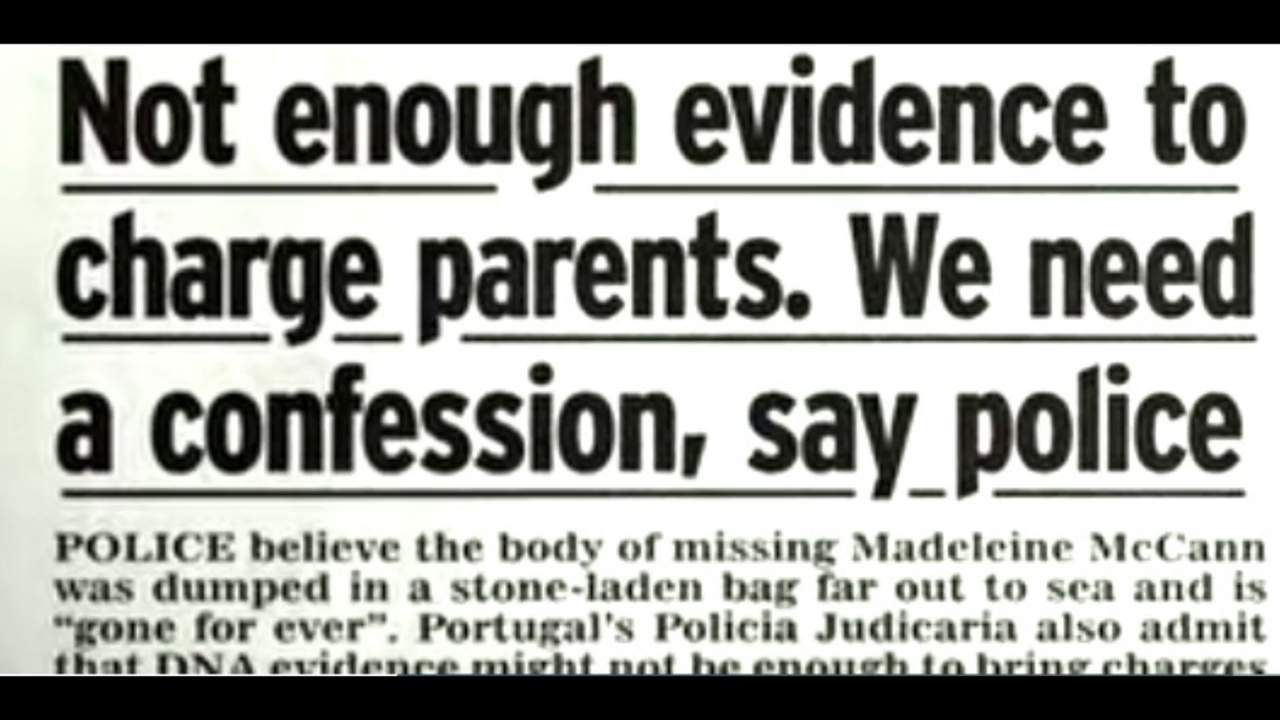 Not enough evidence to
charge parents. We need
a confession, say police
POLICE believe the body of missing Madeleine McCann
was dumped in a stone-laden bag far out to sea and is
“gone for ever”. Portugal's Policia Judicaria also admit
that DNA evidence might not be enough to bring charges